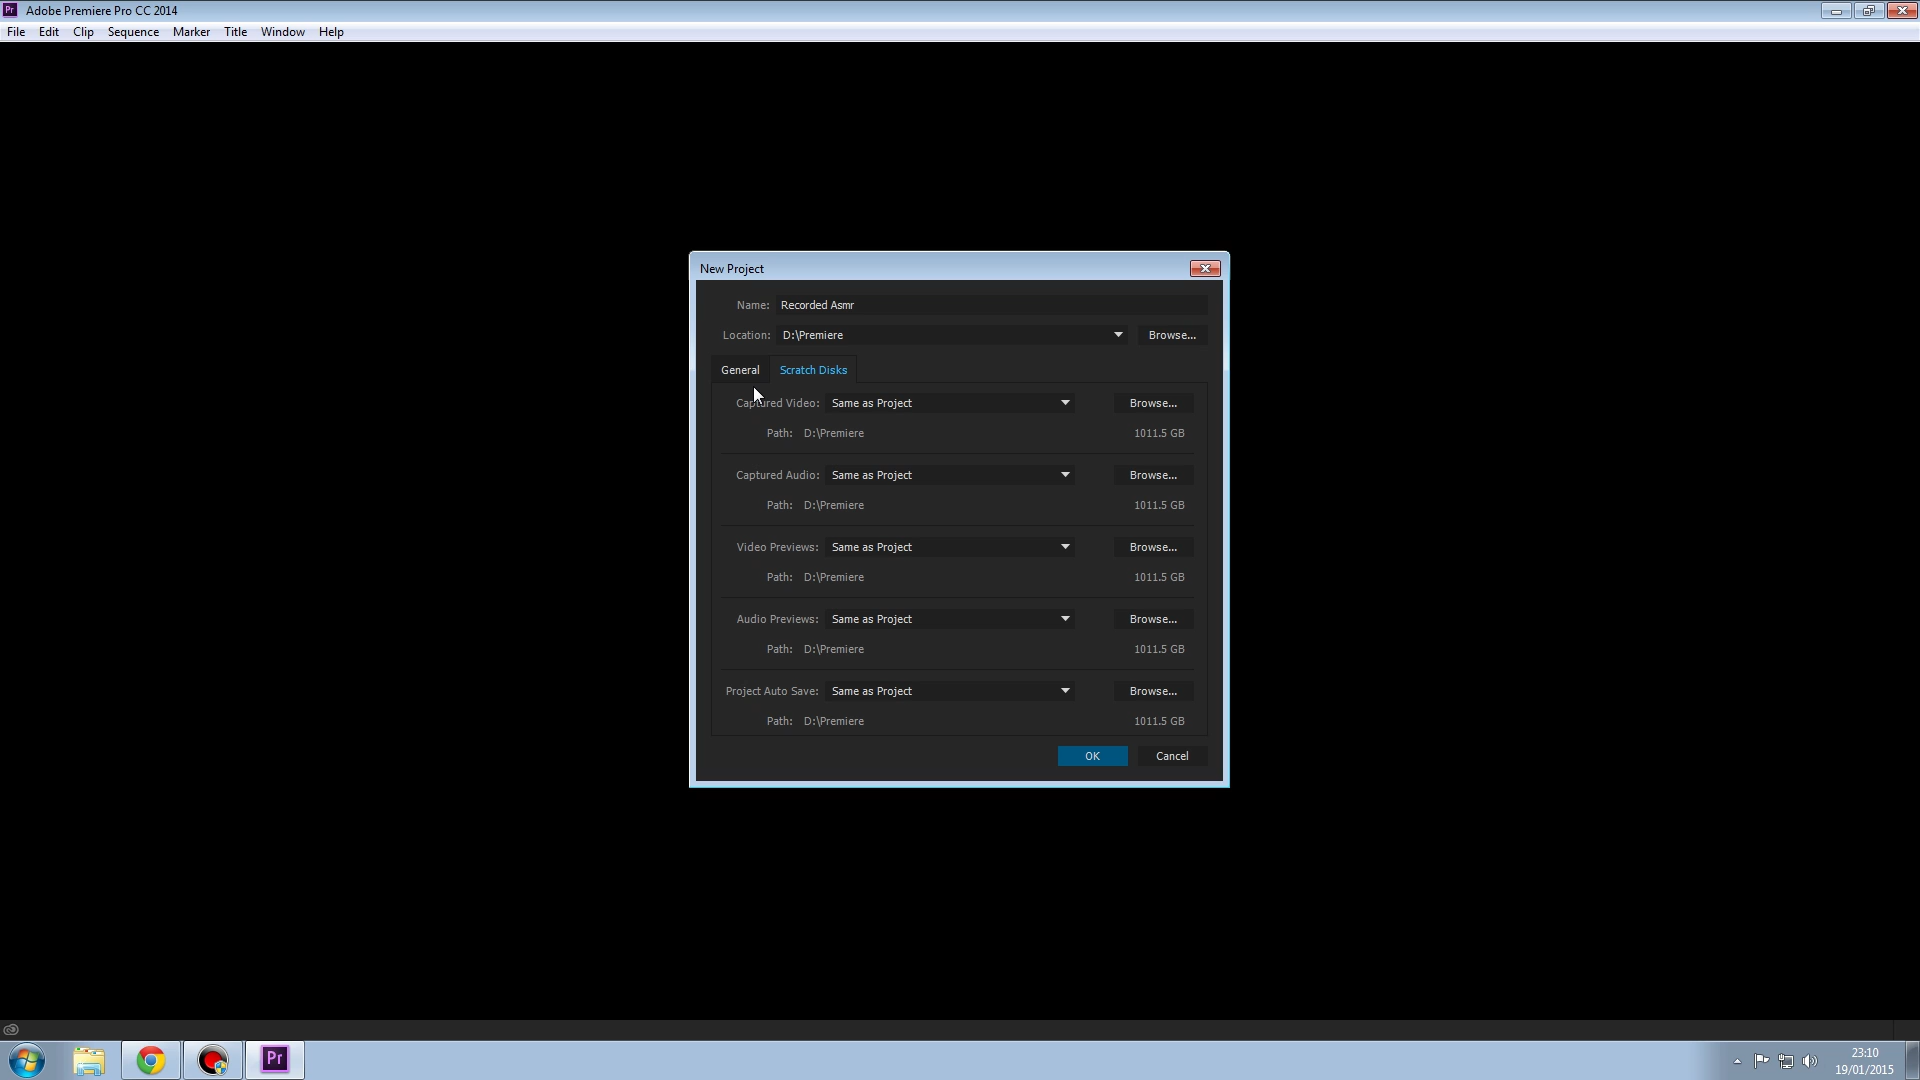 Pr Adobe Premiere Pro CC 2014
File Edit Clip Sequence Marker Title Window Help
New Project
Name: Recorded Asmr
Location: D:\Premiere Browse...
General Scratch Disks
Captured Video: Same as Project Browse...
Path: D:\Premiere 1011.5 GB
Captured Audio: Same as Project Browse...
Path: D:\Premiere 1011.5 GB
Video Previews: Same as Project Browse...
Path: D:\Premiere 1011.5 GB
Audio Previews: Same as Project Browse...
Path: D:\Premiere 1011.5 GB
Project Auto Save: Same as Project Browse...
Path: D:\Premiere 1011.5 GB
OK Cancel
Pr
23:10
19/01/2015